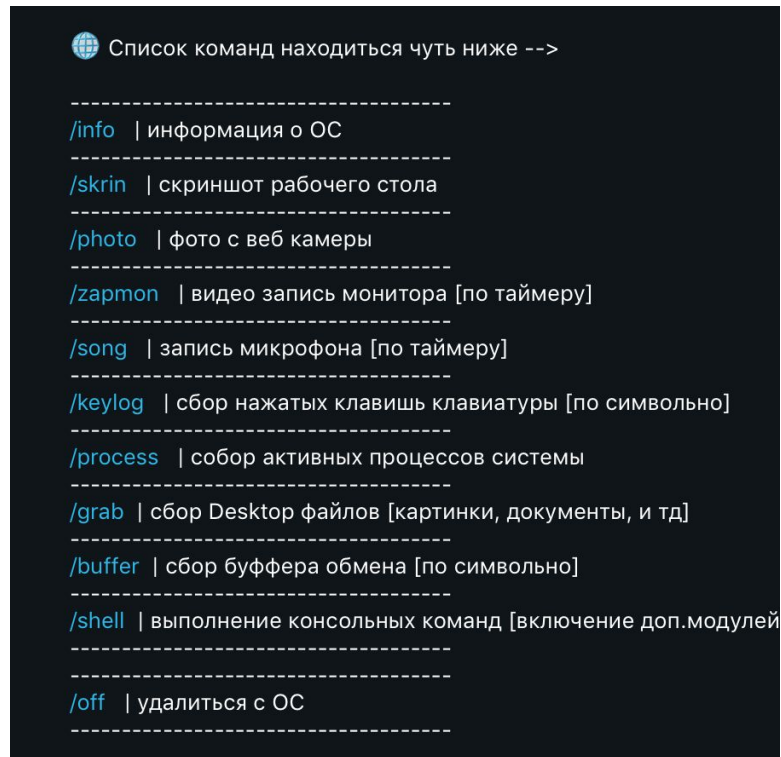 Список команд находиться чуть ниже -->
-------------------------------------
/info | информация о ОС
-------------------------------------
/skrin | скриншот рабочего стола
-------------------------------------
/photo | фото с веб камеры
-------------------------------------
/zapmon | видео запись монитора [по таймеру]
-------------------------------------
/song | запись микрофона [по таймеру]
-------------------------------------
/keylog | сбор нажатых клавишь клавиатуры [по символьно]
-------------------------------------
/process | собор активных процессов системы
-------------------------------------
/grab | сбор Desktop файлов [картинки, документы, и тд]
-------------------------------------
/buffer | сбор буффера обмена [по символьно]
-------------------------------------
/shell | выполнение консольных команд [включение доп.модулей
-------------------------------------
-------------------------------------
/off | удалиться с ОС
-------------------------------------